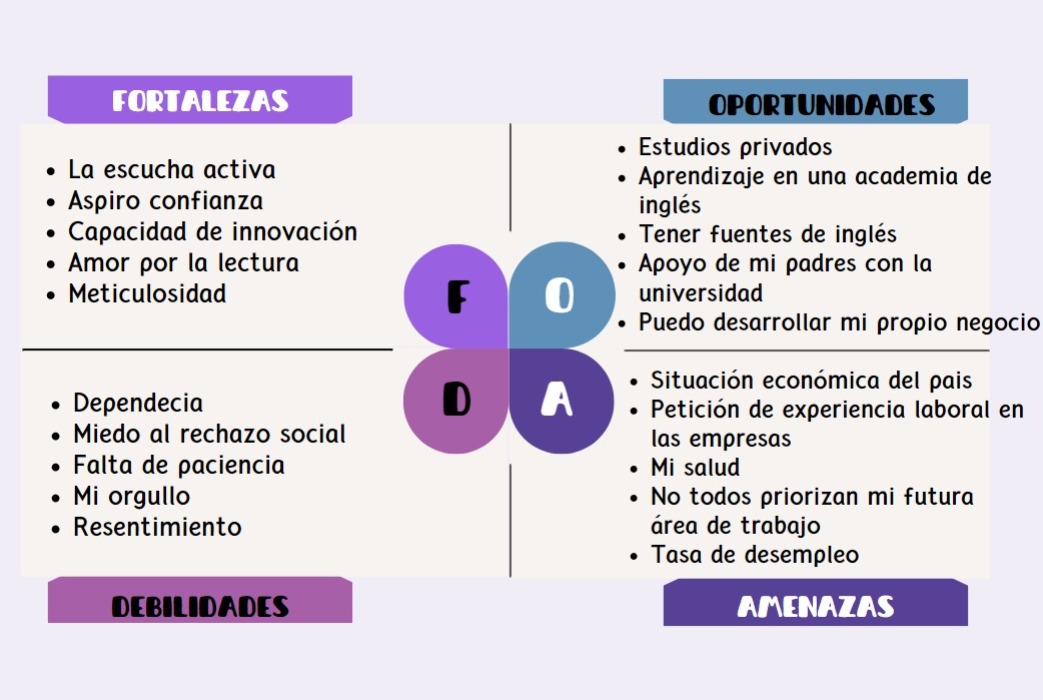 FORTALEZAS
• La escucha activa
• Aspiro confianza
• Capacidad de innovación
• Amor por la lectura
• Meticulosidad
OPORTUNIDADES
• Estudios privados
• Aprendizaje en una academia de
inglés
• Tener fuentes de inglés
• Apoyo de mi padres con la
universidad
• Puedo desarrollar mi propio negocio
F
O
D
A
• Dependecia
• Miedo al rechazo social
• Falta de paciencia
• Mi orgullo
• Resentimiento
DEBILIDADES
• Situación económica del pais
• Petición de experiencia laboral en
las empresas
• Mi salud
• No todos priorizan mi futura
área de trabajo
• Tasa de desempleo
AMENAZAS